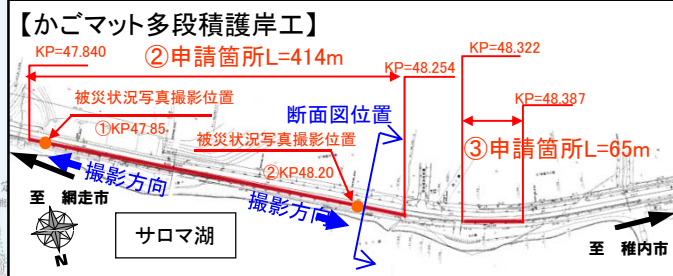 【かごマット多段積護岸工】
KP=47.840
②申請箇所L=414m
KP=48.254
KP=48.322
KP=48.387
被災状況写真撮影位置
①KP47.85
被災状況写真撮影位置
②KP48.20
断面図位置
③申請箇所L=65m
撮影方向
撮影方向
至 網走市
サロマ湖
至 稚内市
N